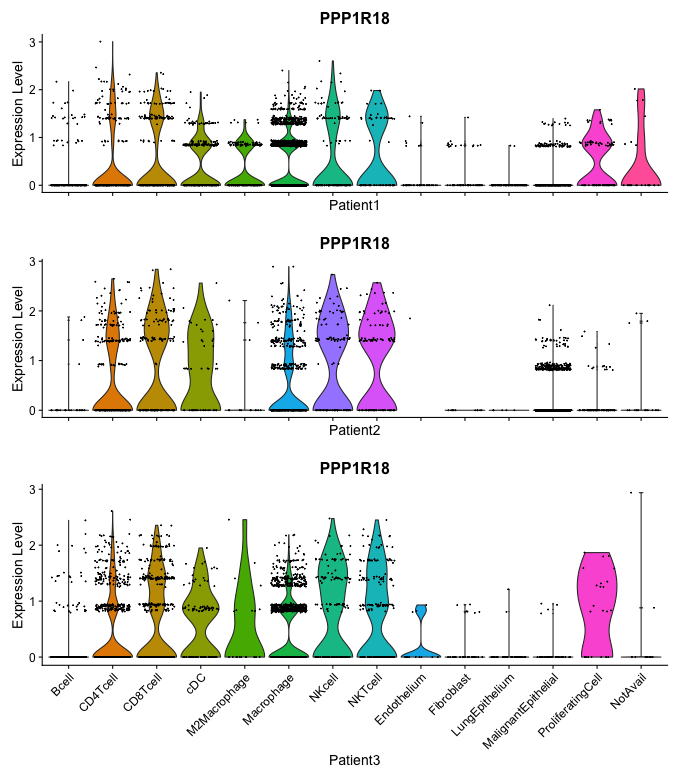 PPP1R18
Expression Level
3
2
1
0
Patient1
PPP1R18
Expression Level
3
2
1
0
Patient2
PPP1R18
Expression Level
3
2
1
0
Bcell
CD4Tcell
CD8Tcell
cDC
M2Macrophage
Macrophage
NKcell
NKTcell
Endothelium
Fibroblast
LungEpithelium
MalignantEpithelial
ProliferatingCell
NotAvail
Patient3